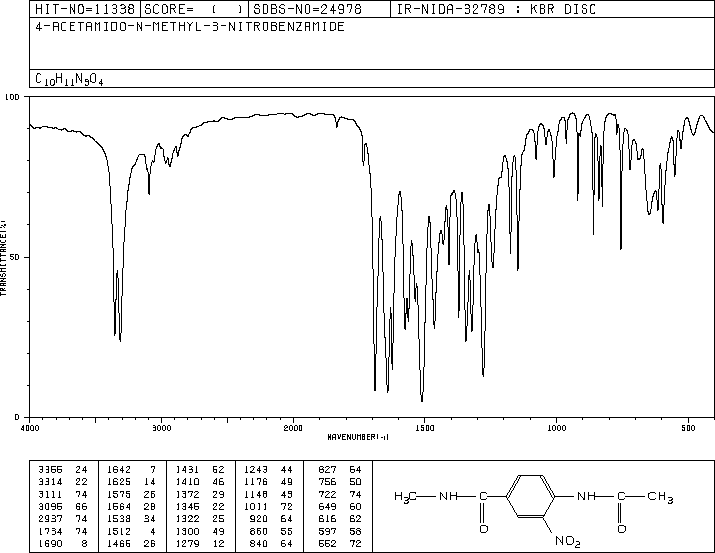 HIT-NO=11338 SCORE= ( ) SDBS-NO=24978 IR-NIDA-32789 : KBR DISC
4-ACETAMIDO-N-METHYL-3-NITROBENZAMIDE
C10H11N3O4
100
TRANSMITTANCE(%)
50
0
4000 3000 2000 1500 1000 500
WAVENUMBER(-1)
3355 24 1642 7 1431 52 1243 44 827 64
3314 22 1625 14 1410 46 1176 49 756 50
3111 74 1575 26 1372 29 1148 43 722 74
3095 66 1564 28 1345 22 1011 72 649 60
2937 74 1538 34 1322 25 920 64 616 62
1734 74 1512 4 1300 49 860 55 597 58
1690 8 1465 26 1279 12 840 64 552 72
H3C NH C NH C CH3
O NO2 O